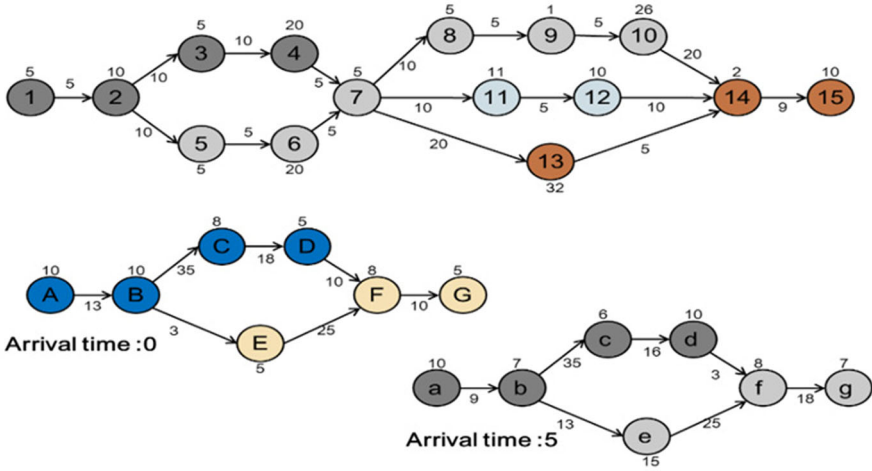 5 1 26
5 8 5 9 5 10
5 20
3 10 4
10 5 20
5 10 5 11 10 2 10
1 5 2 7 10 11 5 12 10 14 9 15
10 5 5 20 5
5 5 6 13
5 20 32
8 5
C 18 D
10 10 35 10 8 5
A 13 B F 10 G
3 25 6 10
Arrival time :0 E c 16 d
5 10 7 35 3 8 7
a 9 b f 18 g
13 25
Arrival time :5 e
15